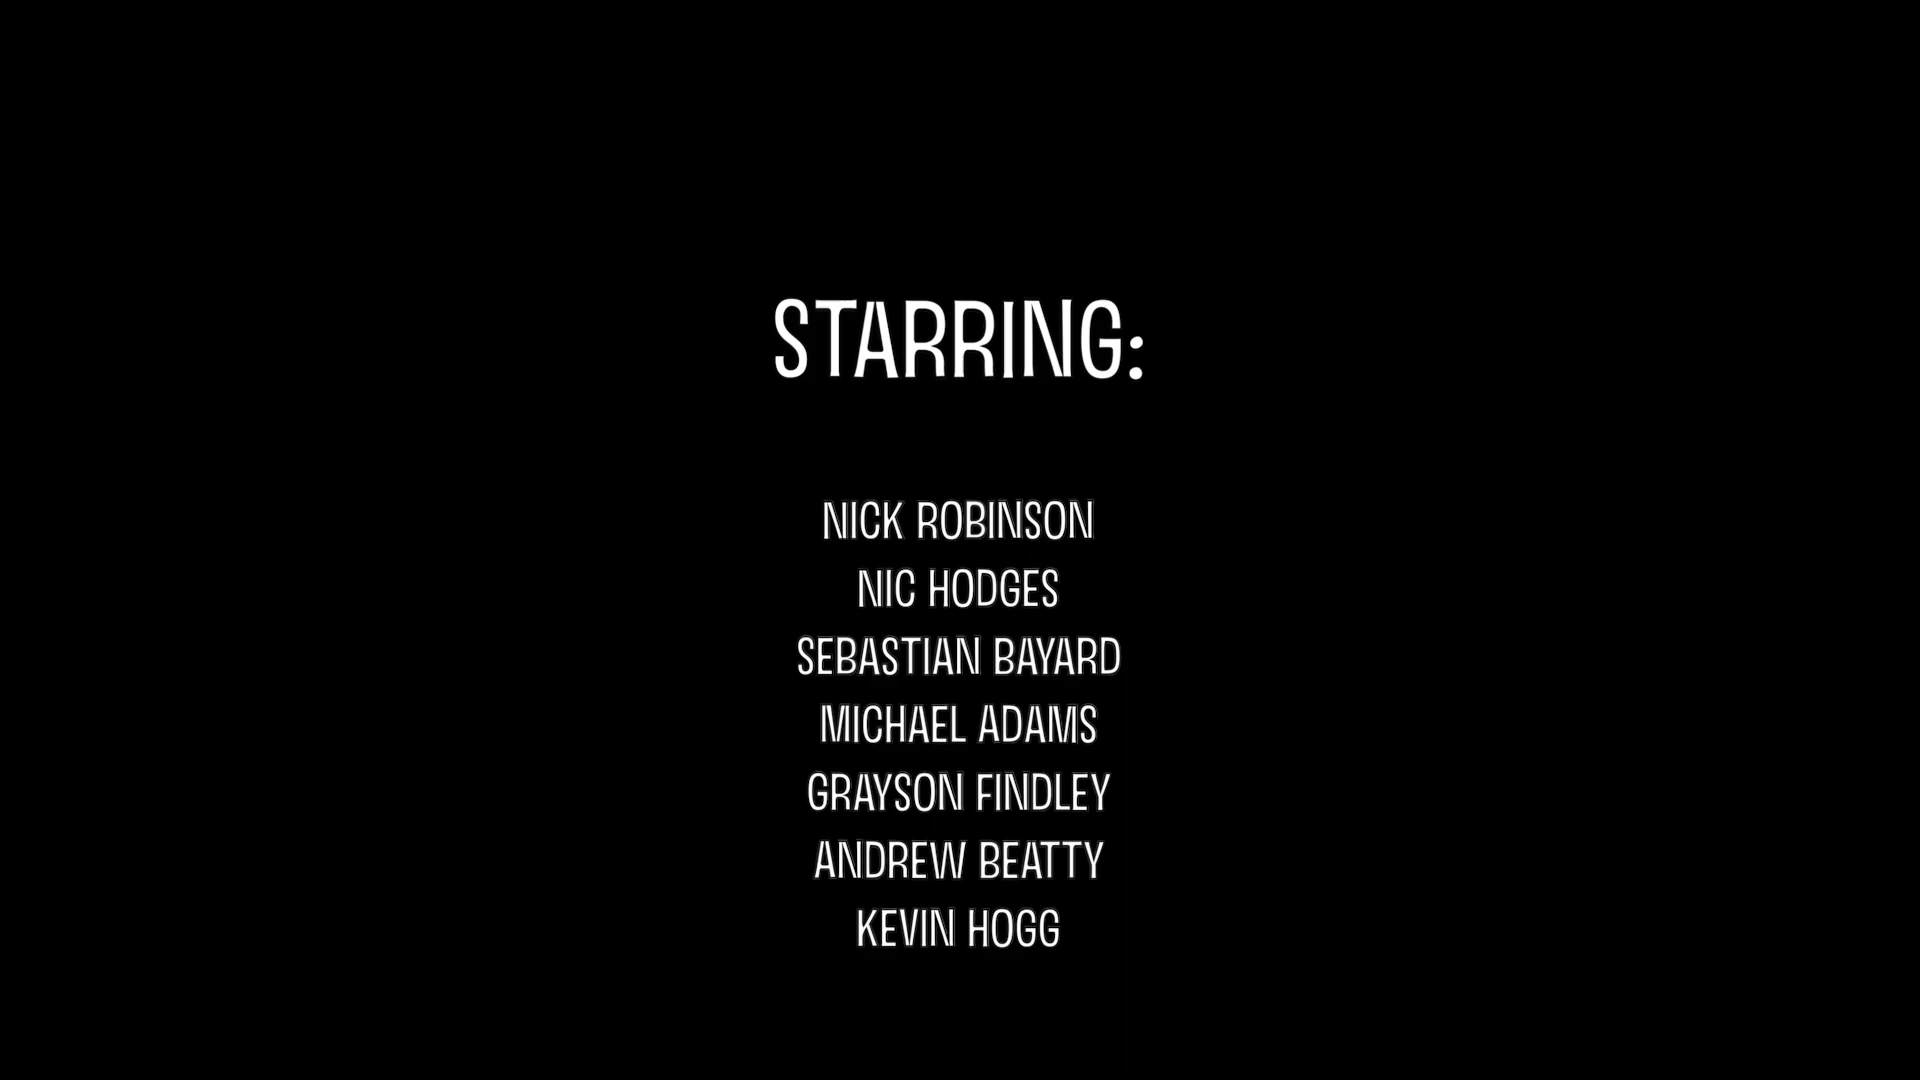 STARRING:
NICK ROBINSON
NIC HODGES
SEBASTIAN BAYARD
MICHAEL ADAMS
GRAYSON FINDLEY
ANDREW BEATTY
KEVIN HOGG